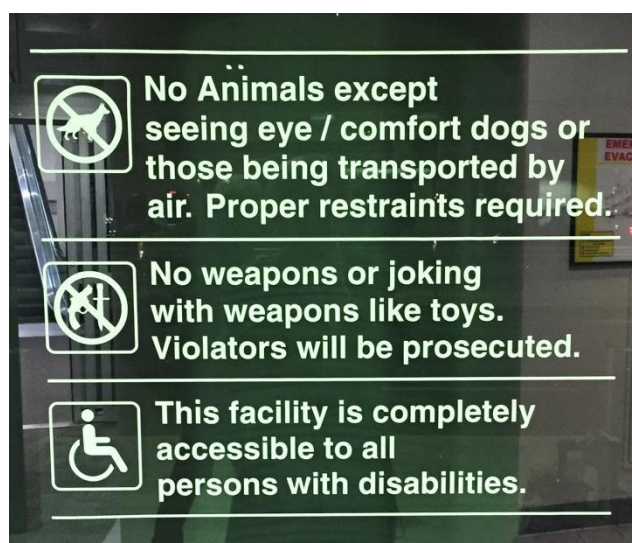 No Animals except
seeing eye / comfort dogs or
those being transported by
air. Proper restraints required.
No weapons or joking
with weapons like toys.
Violators will be prosecuted.
This facility is completely
accessible to all
persons with disabilities.